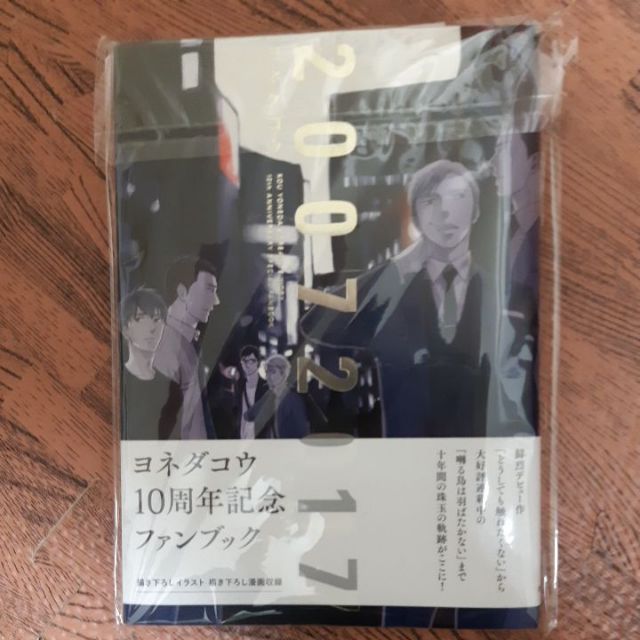 2007 2017
ヨネダコウ
10周年記念
ファンブック
描き下ろしイラスト 描き下ろし漫画収録
鮮烈デビュー作
「どうしても触れたくない」から
大好評連載中の
「囀る鳥は羽ばたかない」まで
十年間の珠玉の軌跡がここに!